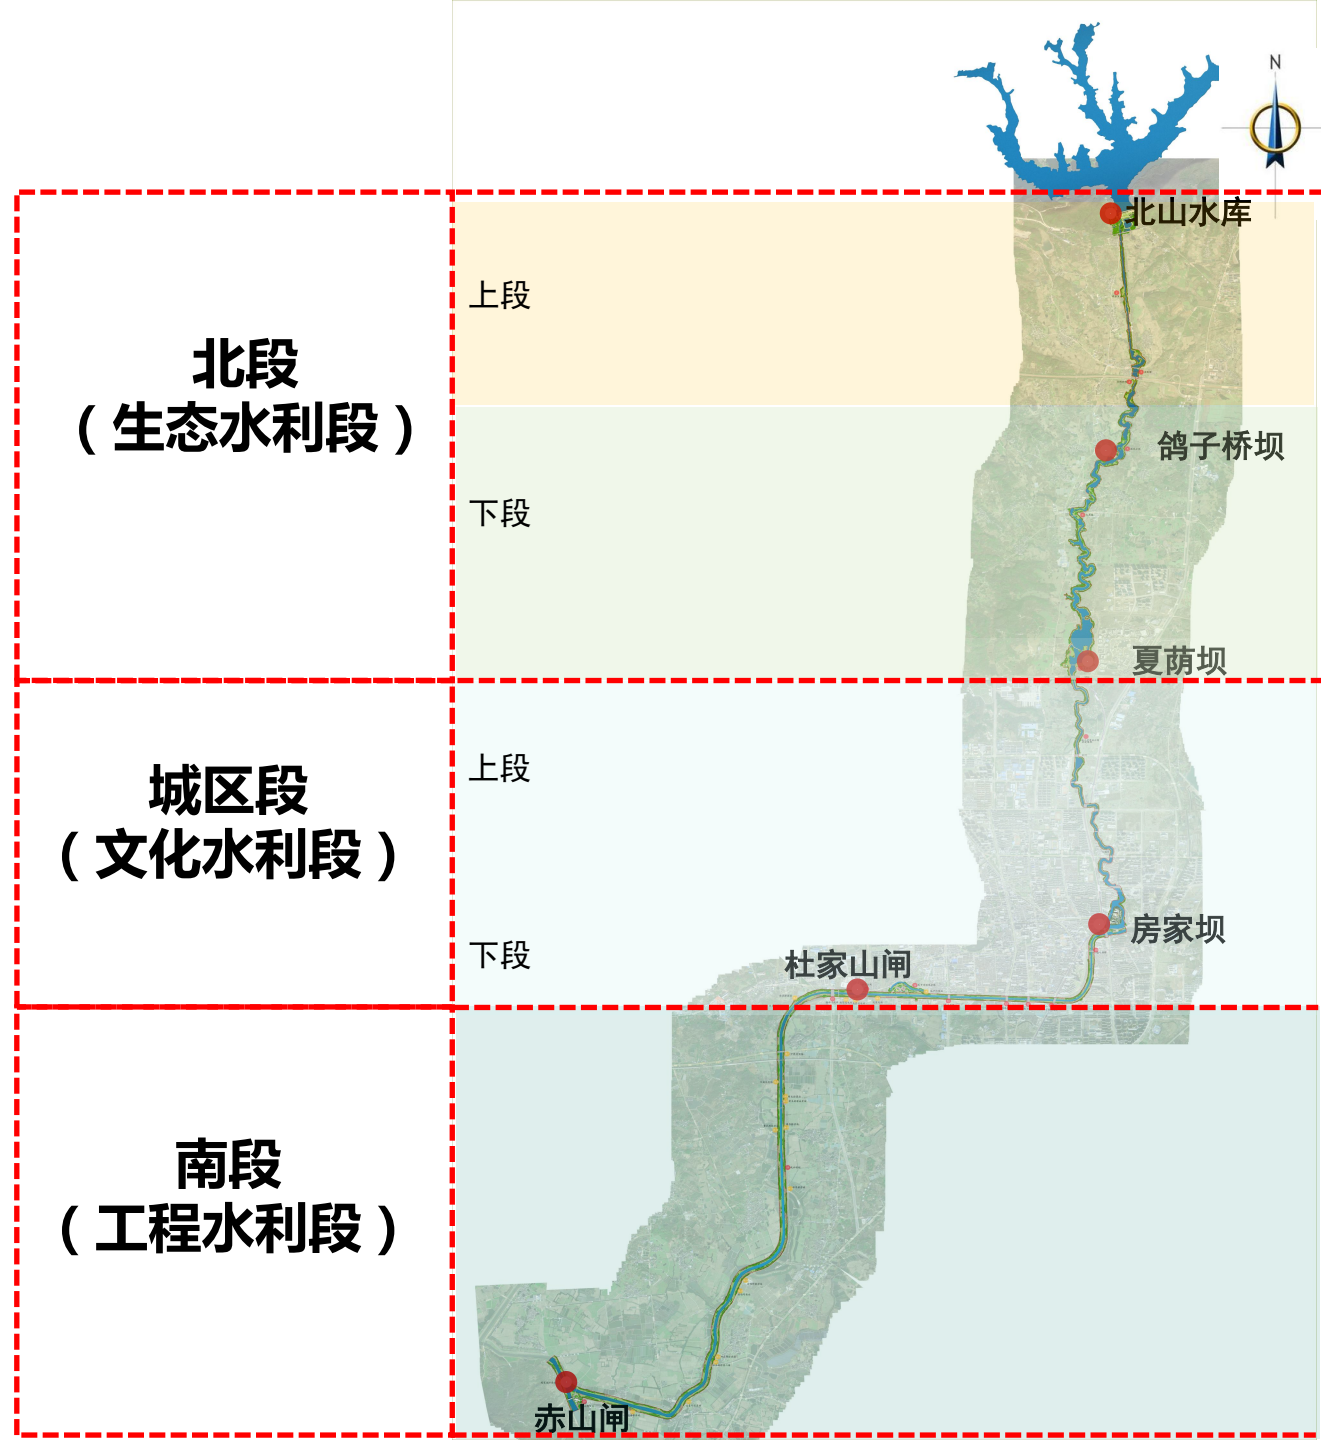 N
北山水库
上段
北段
（生态水利段）
鸽子桥坝
下段
夏荫坝
上段
城区段
（文化水利段）
房家坝
下段
杜家山闸
南段
（工程水利段）
赤山闸